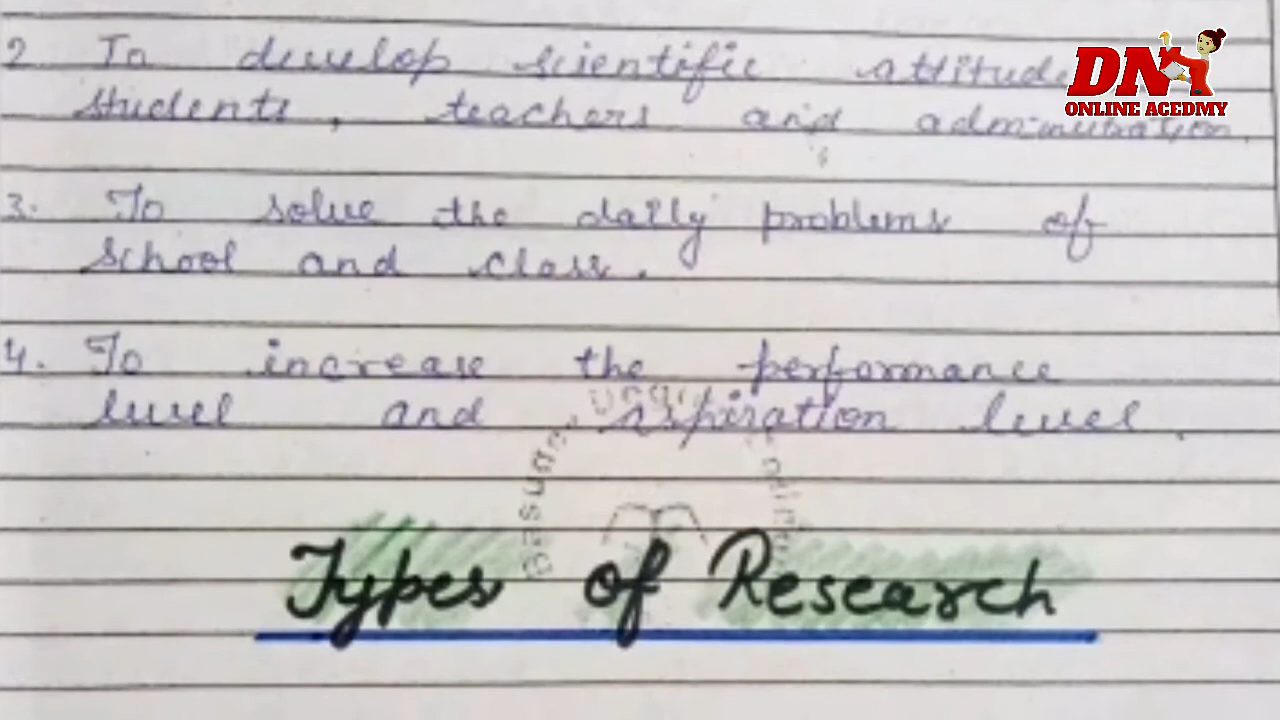 2 To develop scientific attitude
students, teachers and administration.
3. To solve the daily problems of
school and class.
4. To increase the performance
level and aspiration level.
Types of Research
DN
ONLINE ACEDMY